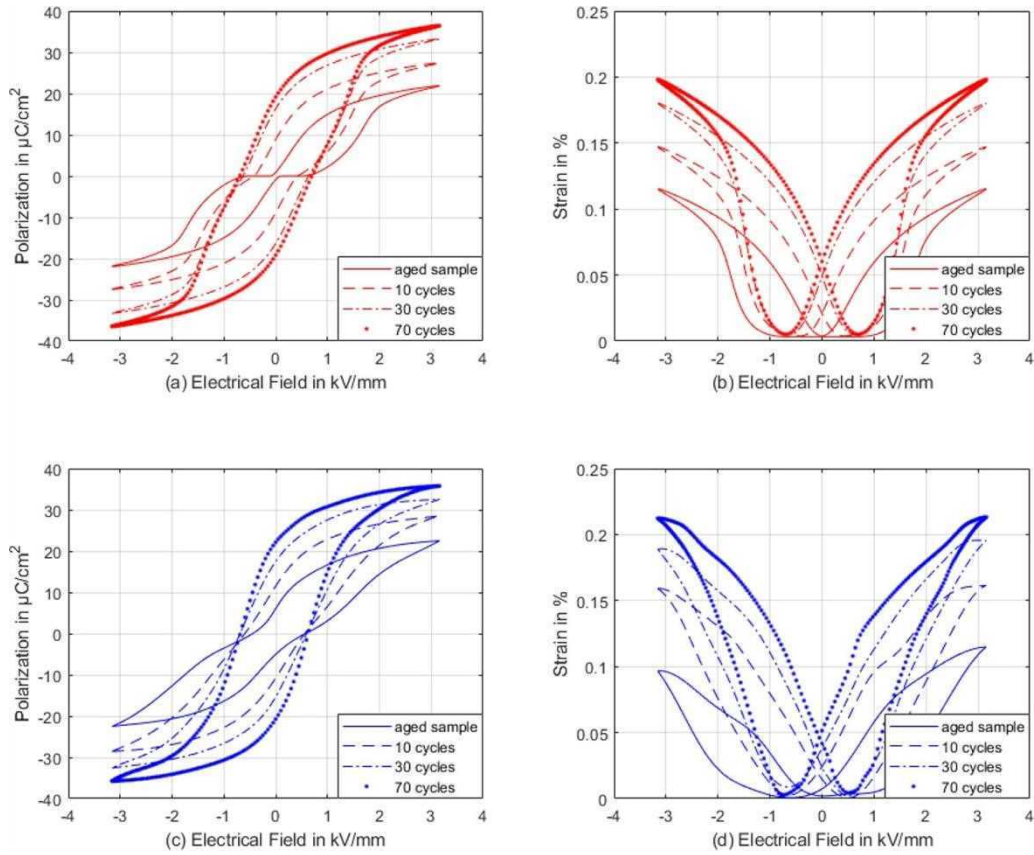 40
30
20
10
0
-10
-20
-30
-40
Polarization in µC/cm2
aged sample
10 cycles
30 cycles
70 cycles
-4 -3 -2 -1 0 1 2 3 4
(a) Electrical Field in kV/mm
0.25
0.2
0.15
0.1
0.05
0
Strain in %
aged sample
10 cycles
30 cycles
70 cycles
-4 -3 -2 -1 0 1 2 3 4
(b) Electrical Field in kV/mm
40
30
20
10
0
-10
-20
-30
-40
Polarization in µC/cm2
aged sample
10 cycles
30 cycles
70 cycles
-4 -3 -2 -1 0 1 2 3 4
(c) Electrical Field in kV/mm
0.25
0.2
0.15
0.1
0.05
0
Strain in %
aged sample
10 cycles
30 cycles
70 cycles
-4 -3 -2 -1 0 1 2 3 4
(d) Electrical Field in kV/mm